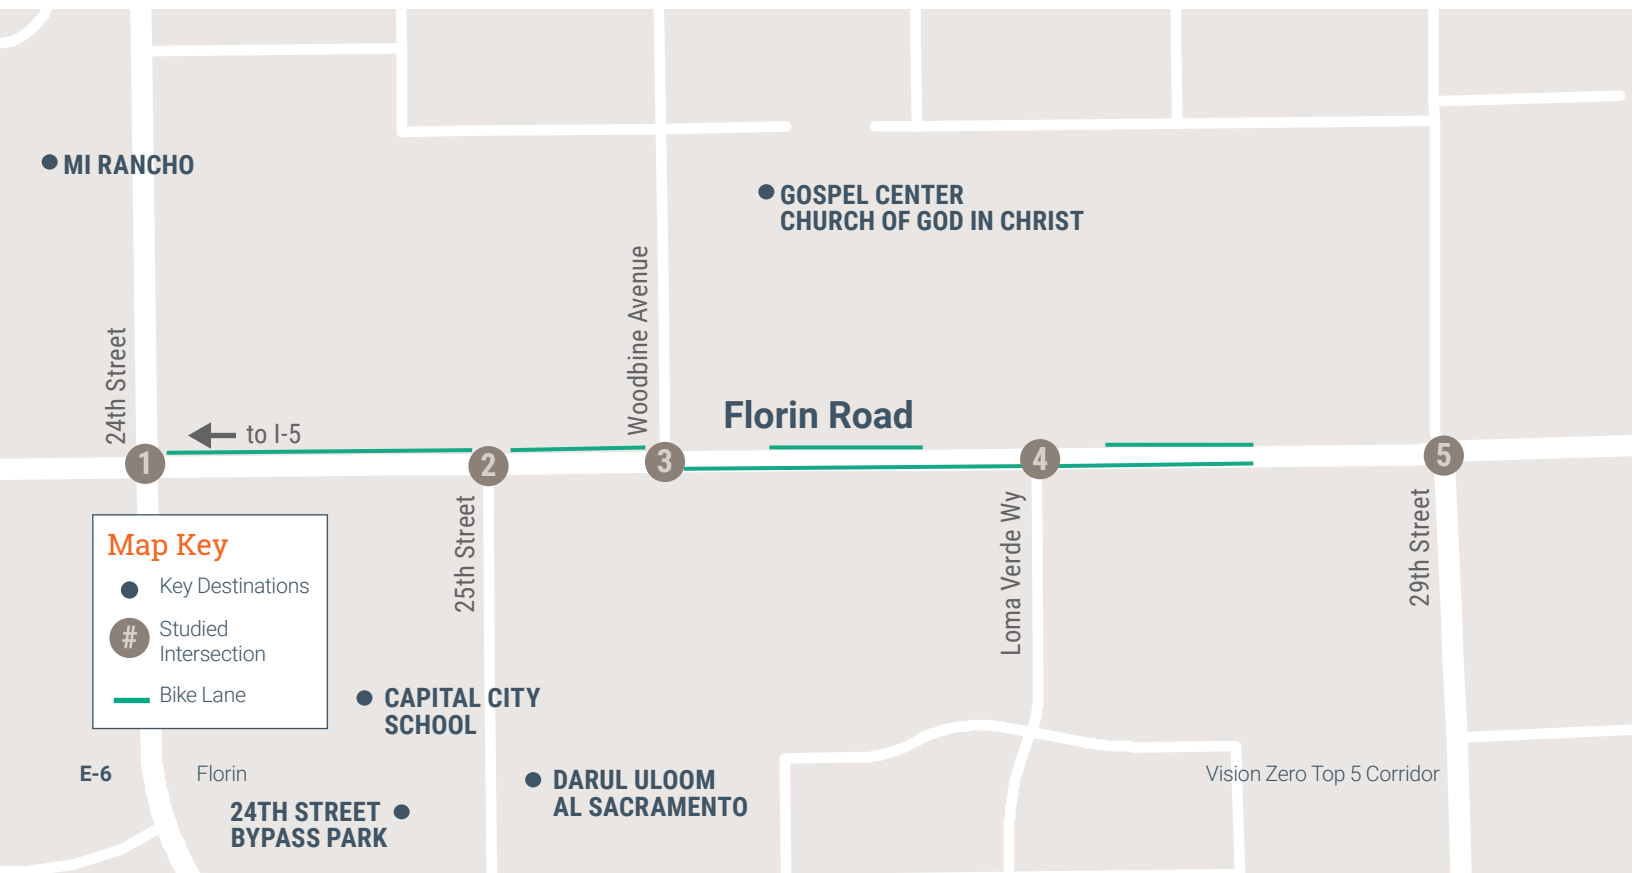 MI RANCHO
GOSPEL CENTER
CHURCH OF GOD IN CHRIST
24th Street
Woodbine Avenue
Florin Road
to I-5
1
2
3
4
5
25th Street
Loma Verde Wy
29th Street
Map Key
Key Destinations
#
Studied
Intersection
Bike Lane
CAPITAL CITY
SCHOOL
DARUL ULOOM
AL SACRAMENTO
24TH STREET
BYPASS PARK
E-6
Florin
Vision Zero Top 5 Corridor